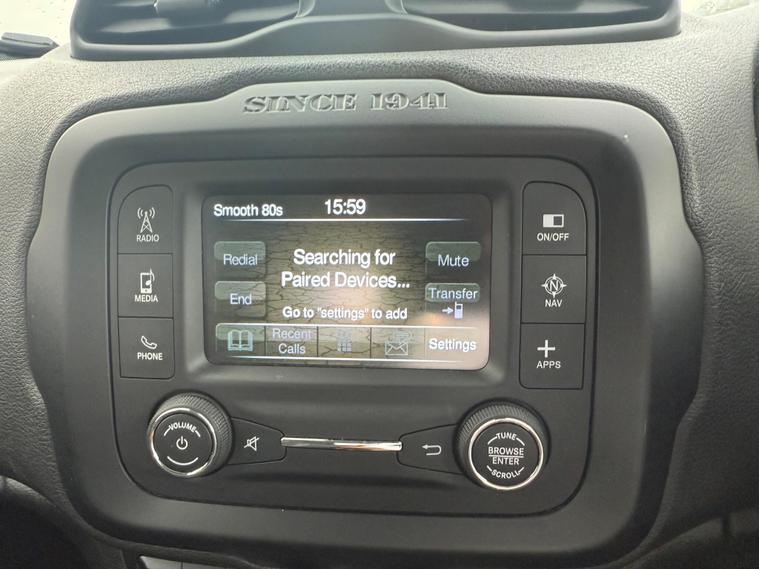 SINCE 1941
Smooth 80s 15:59
Redial
Searching for
Paired Devices...
Mute
End
Go to "settings" to add
Transfer
Recent
Calls
Settings
RADIO
MEDIA
PHONE
ON/OFF
N
NAV
APPS
VOLUME
TUNE
BROWSE
ENTER
SCROLL